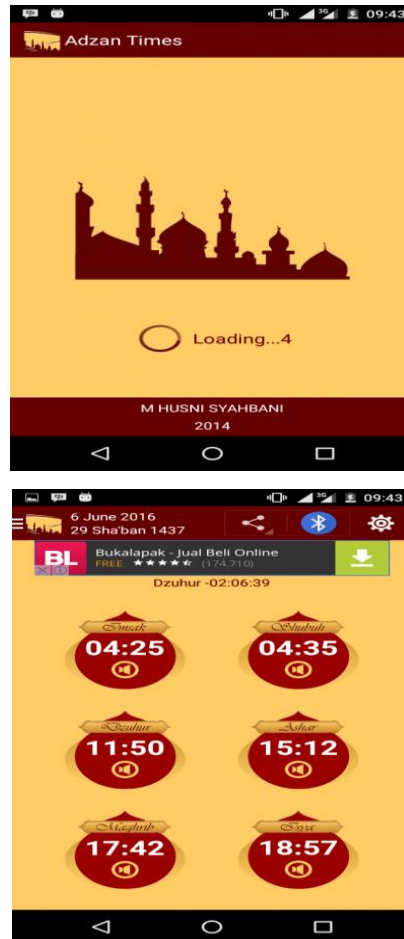 3G 09:43
Adzan Times
Loading...4
M HUSNI SYAHBANI
2014
3G 09:43
6 June 2016
29 Sha'ban 1437
BL
Bukalapak - Jual Beli Online
FREE ★★★★★ (174.710)
Dzuhur -02:06:39
Imsak Shubuh
04:25 04:35
Dzuhur Ashar
11:50 15:12
Maghrib Isya
17:42 18:57